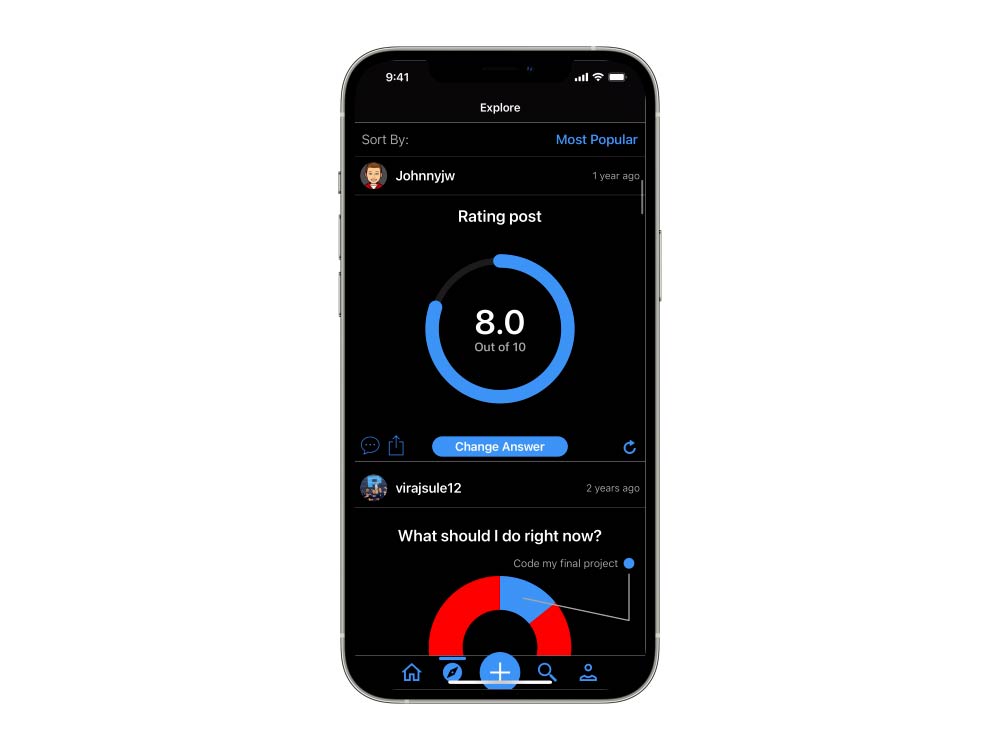 9:41
Explore
Sort By: Most Popular
Johnnyjw 1 year ago
Rating post
8.0
Out of 10
Change Answer
virajsule12 2 years ago
What should I do right now?
Code my final project